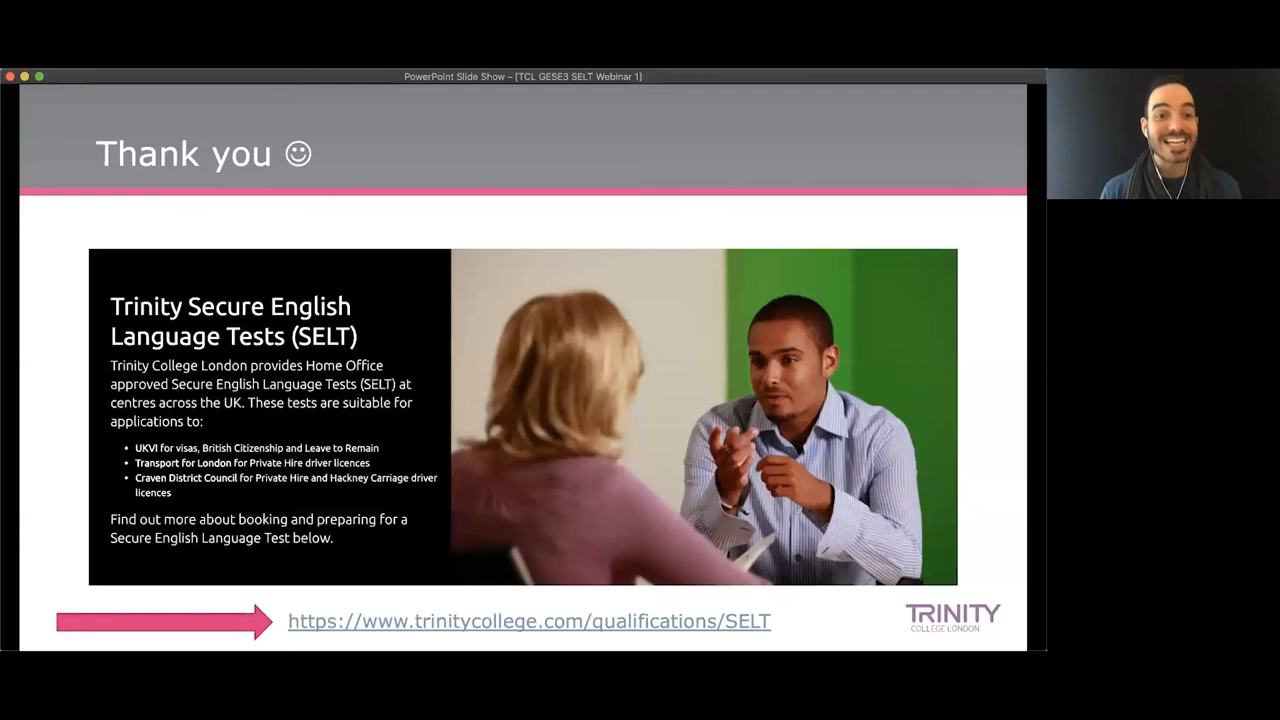 PowerPoint Slide Show – [TCL GESE3 SELT Webinar 1]
Thank you ☺
Trinity Secure English
Language Tests (SELT)
Trinity College London provides Home Office
approved Secure English Language Tests (SELT) at
centres across the UK. These tests are suitable for
applications to:
• UKVI for visas, British Citizenship and Leave to Remain
• Transport for London for Private Hire driver licences
• Craven District Council for Private Hire and Hackney Carriage driver
licences
Find out more about booking and preparing for a
Secure English Language Test below.
https://www.trinitycollege.com/qualifications/SELT
TRINITY
COLLEGE LONDON